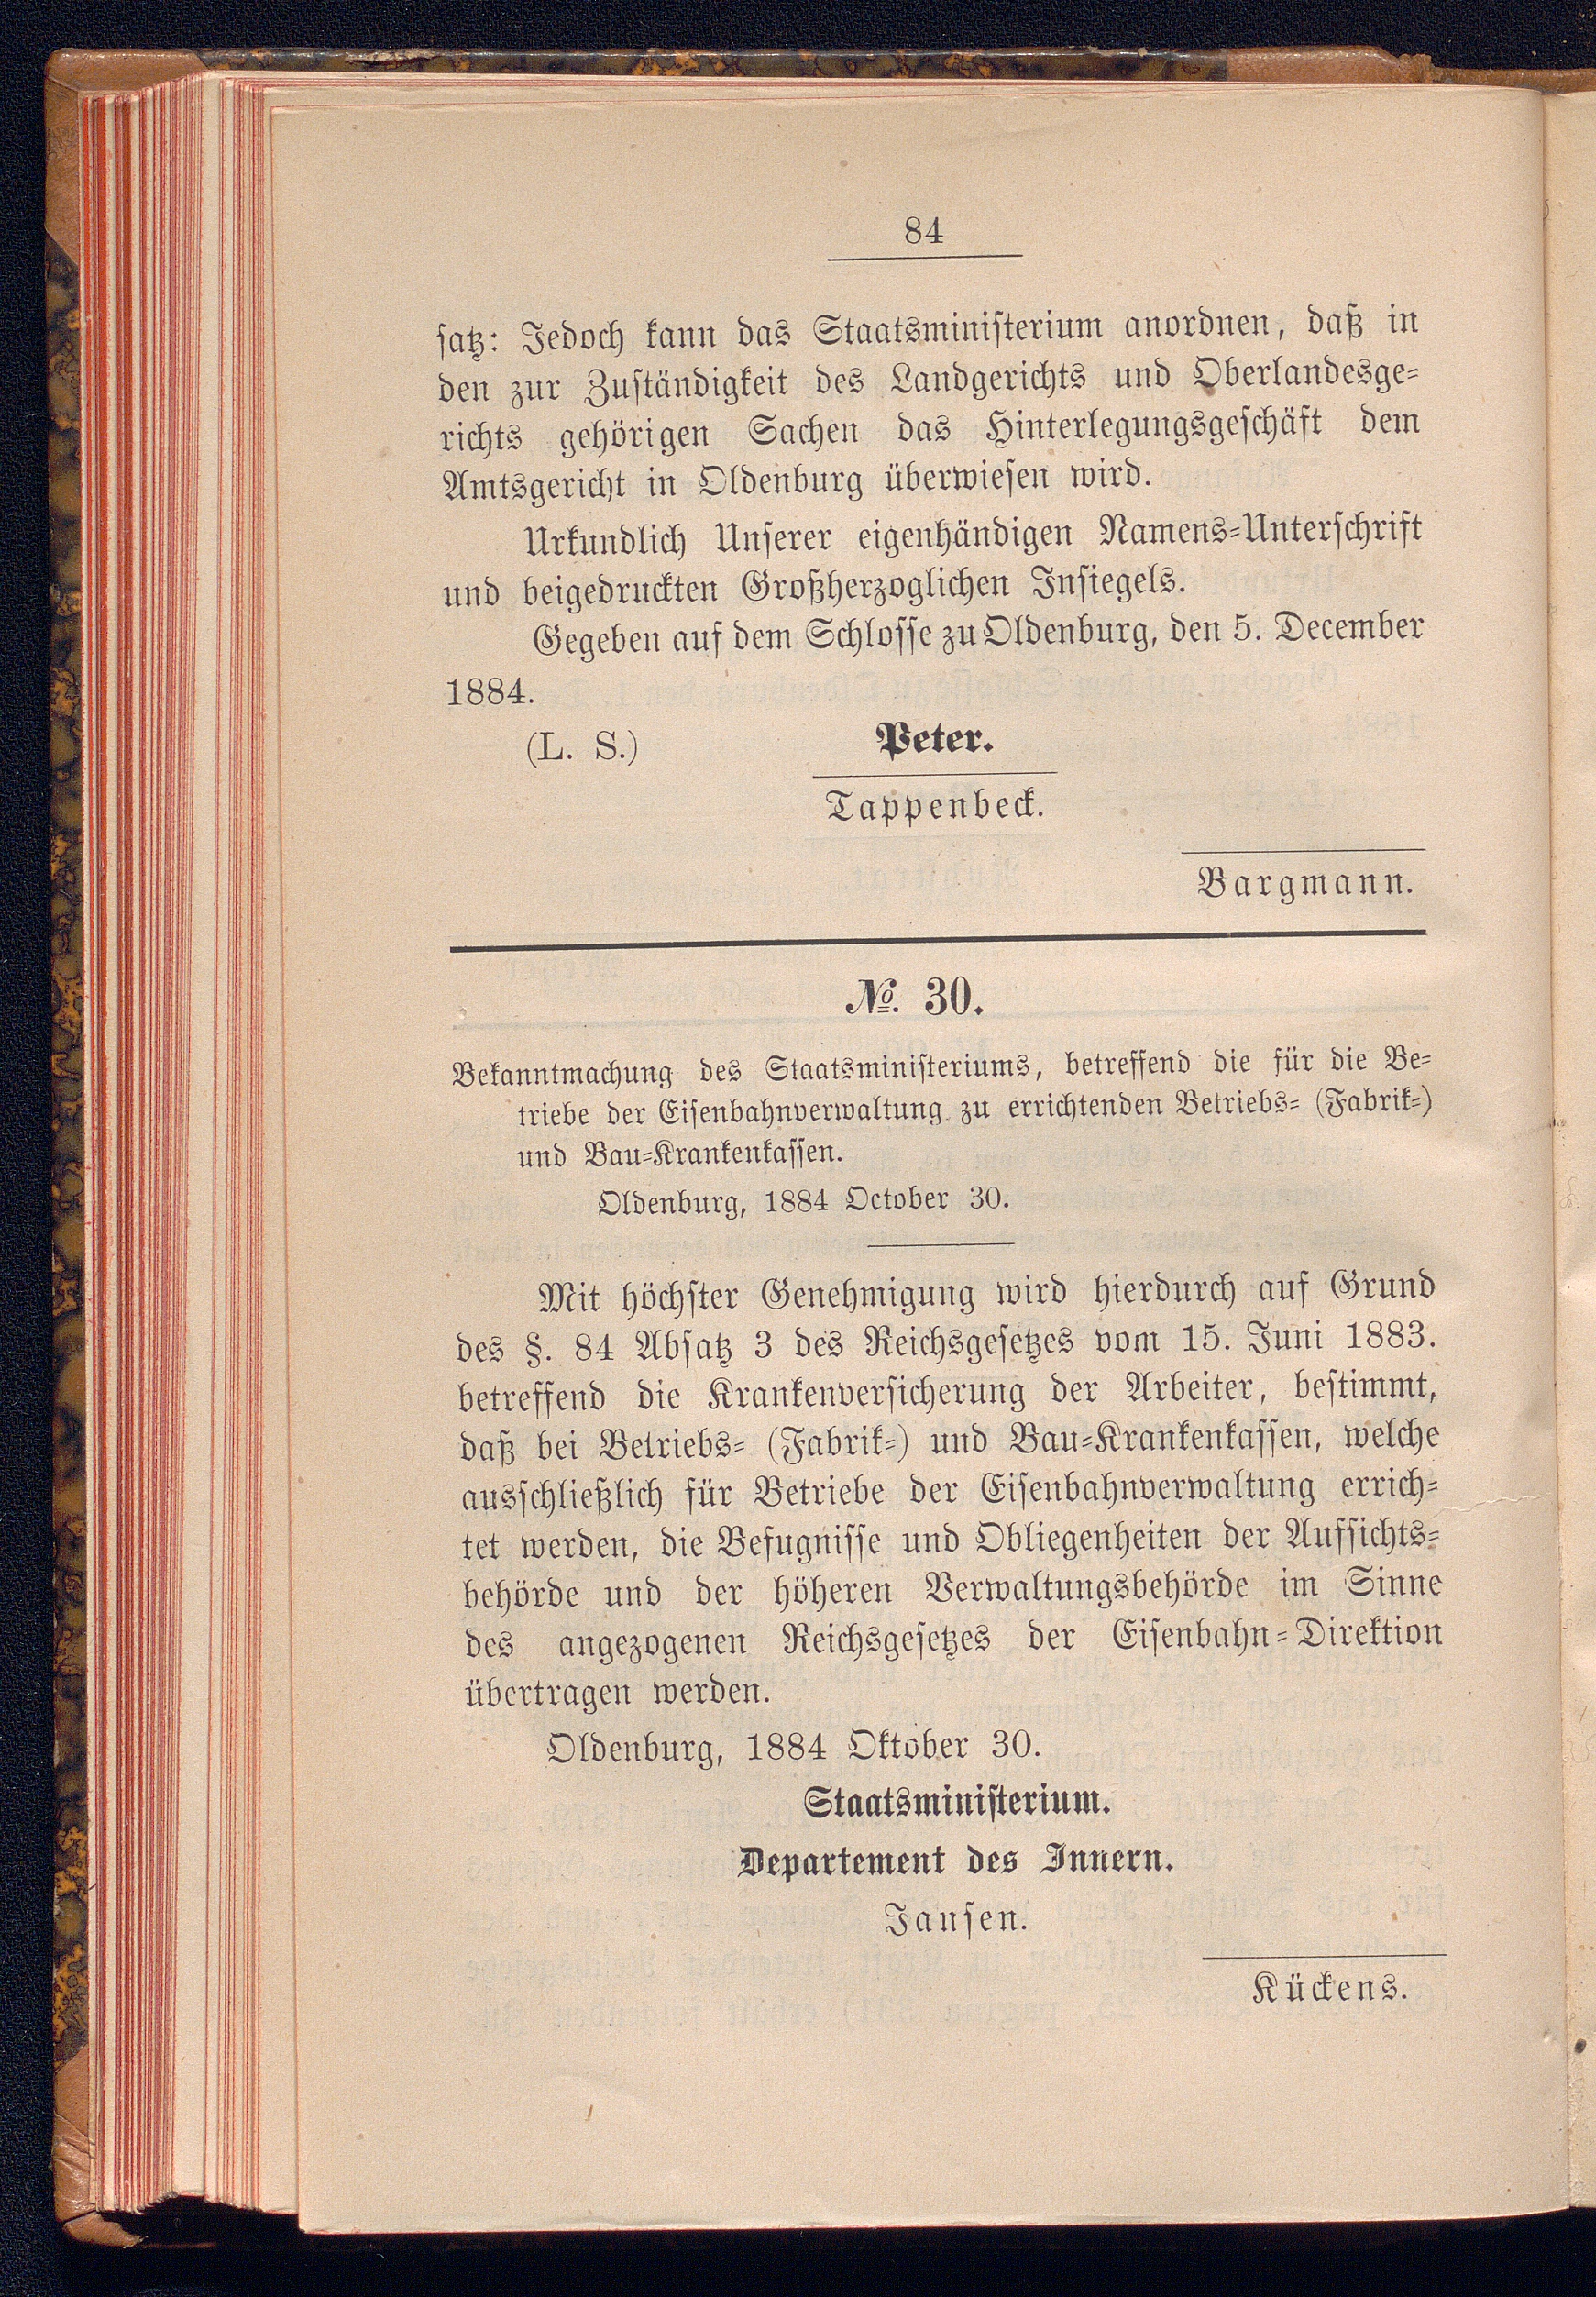 84
satz: Jedoch kann das Staatsministerium anordnen, daß in
den zur Zuständigkeit des Landgerichts und Oberlandesge-
richts gehörigen Sachen das Hinterlegungsgeschäft dem
Amtsgericht in Oldenburg überwiesen wird.
Urkundlich Unserer eigenhändigen Namens-Unterschrift
und beigedruckten Großherzoglichen Insiegels.
Gegeben auf dem Schlosse zu Oldenburg, den 5. December
1884.
(L. S.) Peter.
Tappenbeck.
Bargmann.
№. 30.
Bekanntmachung des Staatsministeriums, betreffend die für die Be-
triebe der Eisenbahnverwaltung zu errichtenden Betriebs- (Fabrik-)
und Bau-Krankenkassen.
Oldenburg, 1884 October 30.
Mit höchster Genehmigung wird hierdurch auf Grund
des §. 84 Absatz 3 des Reichsgesetzes vom 15. Juni 1883.
betreffend die Krankenversicherung der Arbeiter, bestimmt,
daß bei Betriebs- (Fabrik-) und Bau-Krankenkassen, welche
ausschließlich für Betriebe der Eisenbahnverwaltung errich-
tet werden, die Befugnisse und Obliegenheiten der Aufsichts-
behörde und der höheren Verwaltungsbehörde im Sinne
des angezogenen Reichsgesetzes der Eisenbahn-Direktion
übertragen werden.
Oldenburg, 1884 Oktober 30.
Staatsministerium.
Departement des Innern.
Jansen.
Kückens.